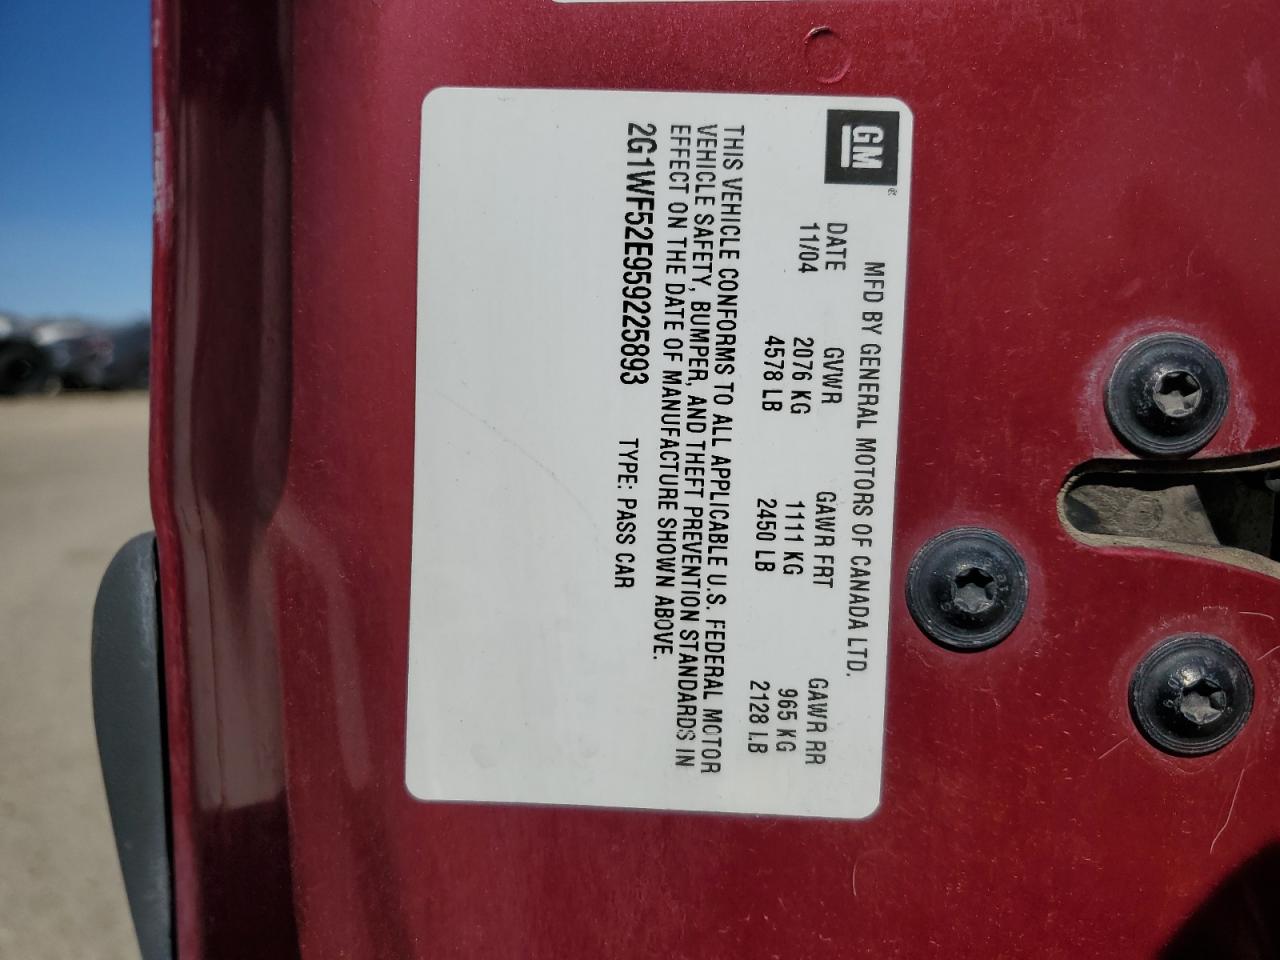 GM
MFD BY GENERAL MOTORS OF CANADA LTD.
DATE GVWR GAWR FRT GAWR RR
11/04 2076 KG 1111 KG 965 KG
4578 LB 2450 LB 2128 LB
THIS VEHICLE CONFORMS TO ALL APPLICABLE U.S. FEDERAL MOTOR
VEHICLE SAFETY, BUMPER, AND THEFT PREVENTION STANDARDS IN
EFFECT ON THE DATE OF MANUFACTURE SHOWN ABOVE.
2G1WF52E959225893 TYPE: PASS CAR